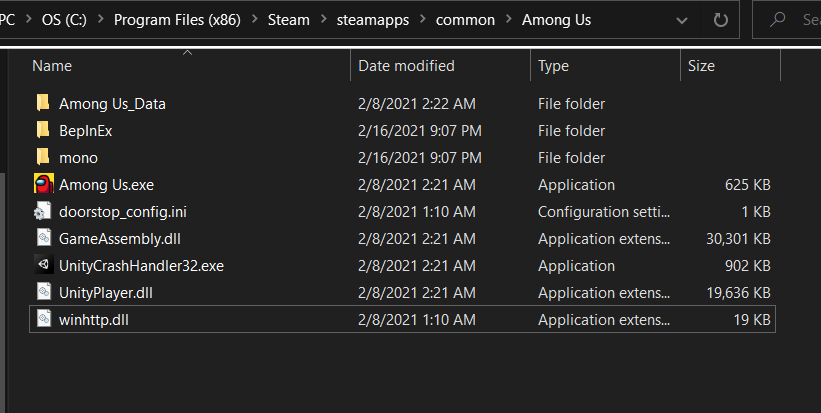 PC > OS (C:) > Program Files (x86) > Steam > steamapps > common > Among Us
Name Date modified Type Size
Among Us_Data 2/8/2021 2:22 AM File folder
BepInEx 2/16/2021 9:07 PM File folder
mono 2/16/2021 9:07 PM File folder
Among Us.exe 2/8/2021 2:21 AM Application 625 KB
doorstop_config.ini 2/8/2021 1:10 AM Configuration setti... 1 KB
GameAssembly.dll 2/8/2021 2:21 AM Application extens... 30,301 KB
UnityCrashHandler32.exe 2/8/2021 2:21 AM Application 902 KB
UnityPlayer.dll 2/8/2021 2:21 AM Application extens... 19,636 KB
winhttp.dll 2/8/2021 1:10 AM Application extens... 19 KB